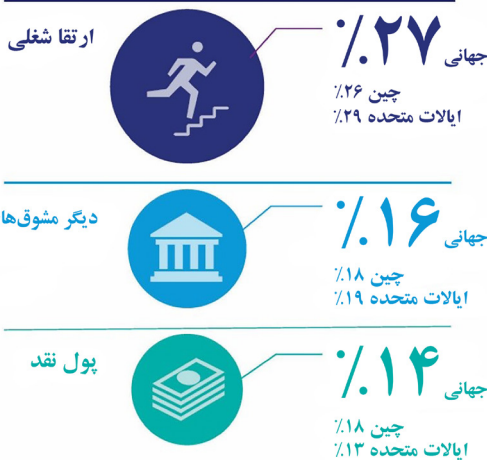 ارتقا شغلی
جهانی ۲۷٪
چین ۲۶٪
ایالات متحده ۲۹٪
دیگر مشوق‌ها
جهانی ۱۶٪
چین ۱۸٪
ایالات متحده ۱۹٪
پول نقد
جهانی ۱۴٪
چین ۱۸٪
ایالات متحده ۱۳٪